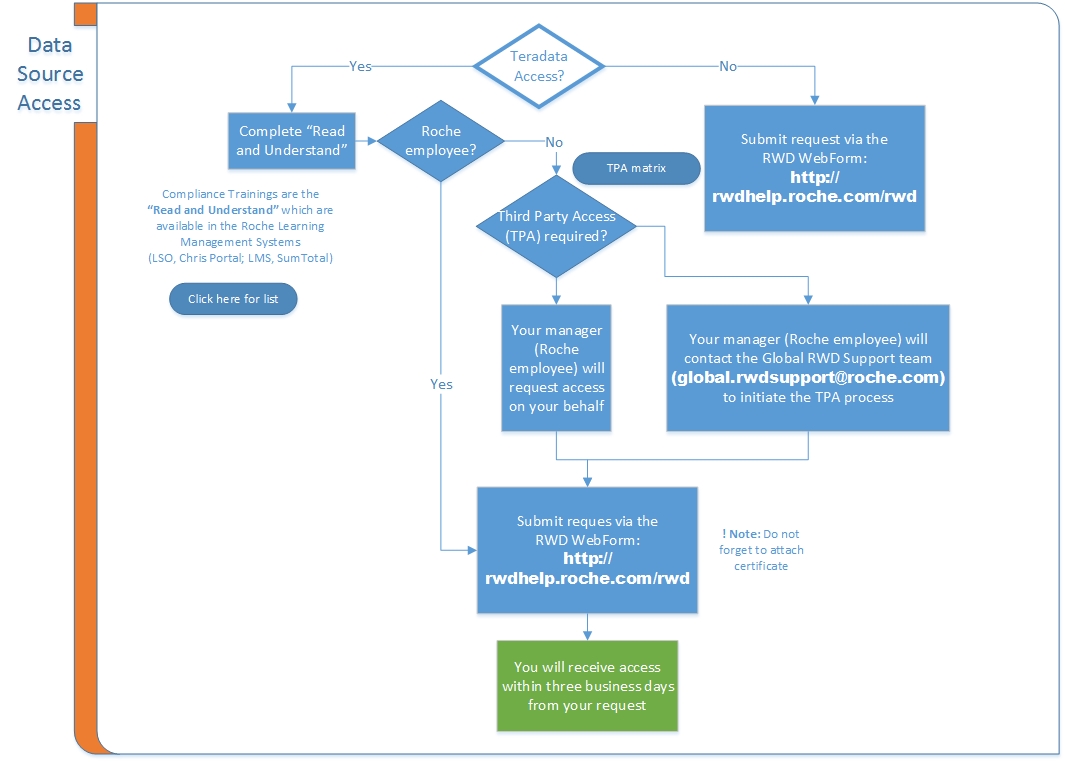 Data
Source
Access
Teradata
Access?
Yes
No
Complete “Read
and Understand”
Roche
employee?
No
TPA matrix
Submit request via the
RWD WebForm:
http://
rwdhelp.roche.com/rwd
Compliance Trainings are the
“Read and Understand” which are
available in the Roche Learning
Management Systems
(LSO, Chris Portal; LMS, SumTotal)
Click here for list
Third Party Access
(TPA) required?
Your manager
(Roche
employee) will
request access
on your behalf
Your manager (Roche employee) will
contact the Global RWD Support team
(global.rwdsupport@roche.com)
to initiate the TPA process
Yes
Submit reques via the
RWD WebForm:
http://
rwdhelp.roche.com/rwd
! Note: Do not
forget to attach
certificate
You will receive access
within three business days
from your request